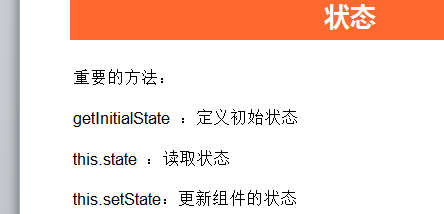 状态
重要的方法：
getInitialState ：定义初始状态
this.state ：读取状态
this.setState：更新组件的状态